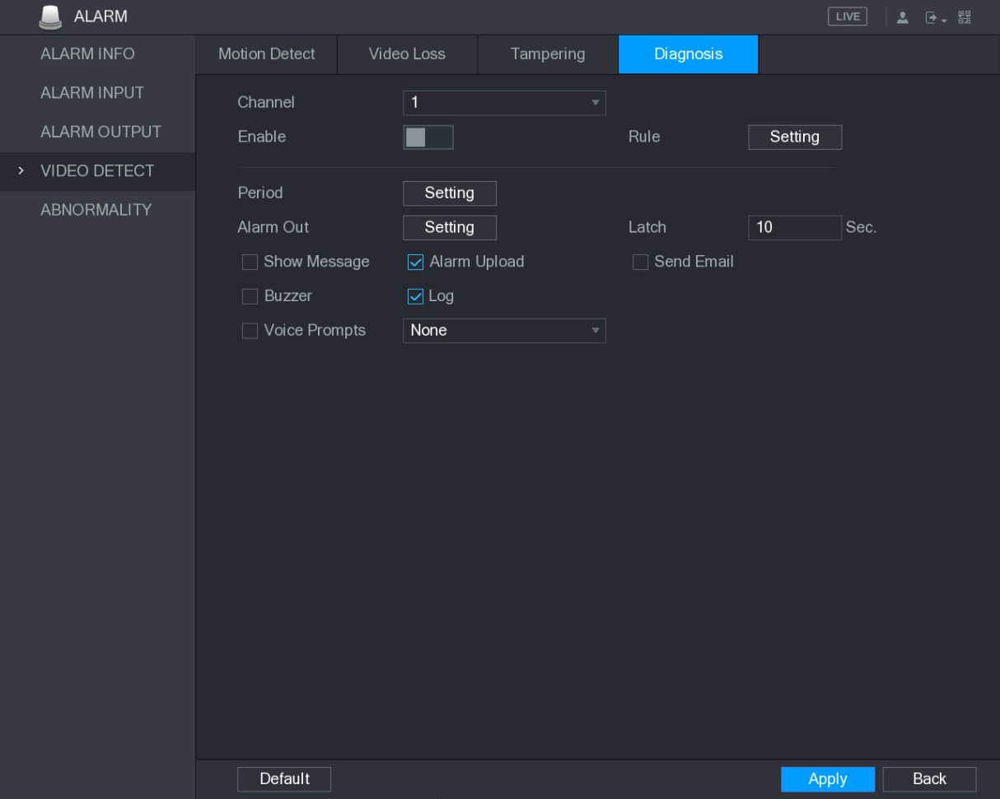 ALARM
LIVE
ALARM INFO
ALARM INPUT
ALARM OUTPUT
VIDEO DETECT
ABNORMALITY
Motion Detect Video Loss Tampering Diagnosis
Channel 1
Enable Rule Setting
Period Setting
Alarm Out Setting Latch 10 Sec.
Show Message Alarm Upload Send Email
Buzzer Log
Voice Prompts None
Default Apply Back